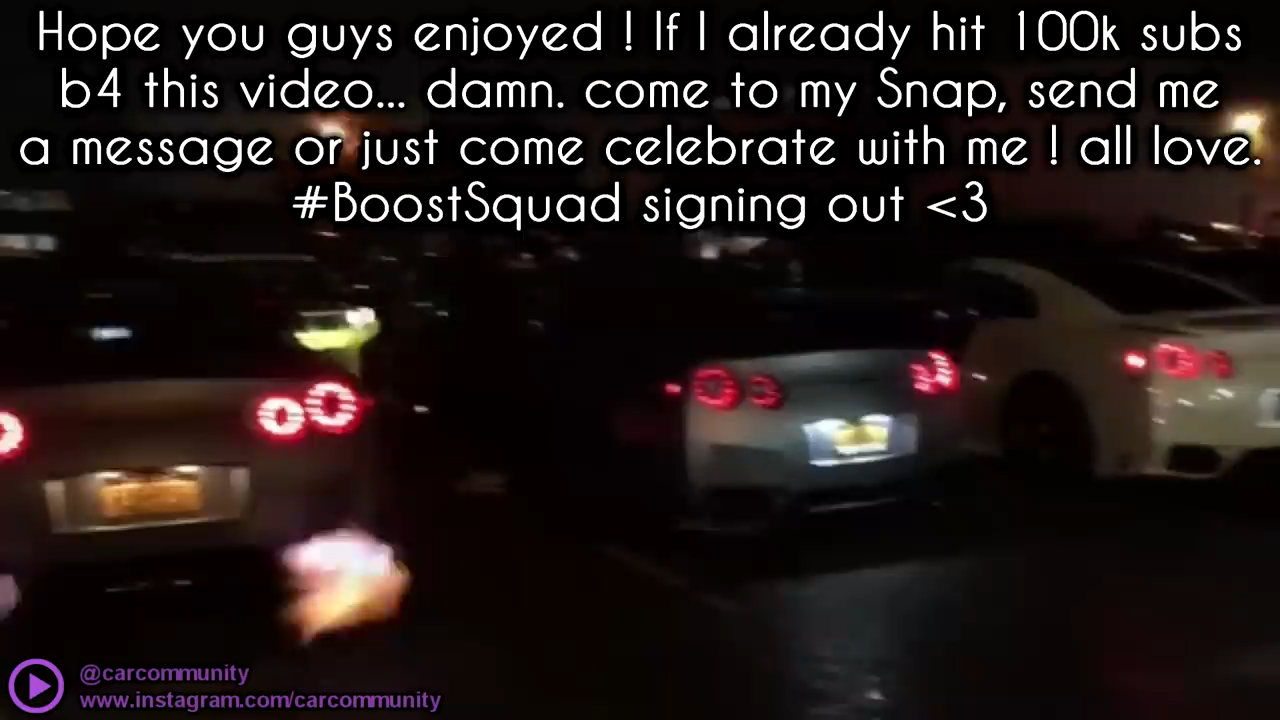 Hope you guys enjoyed ! If I already hit 100k subs
b4 this video... damn. come to my Snap, send me
a message or just come celebrate with me ! all love.
#BoostSquad signing out <3
@carcommunity
www.instagram.com/carcommunity